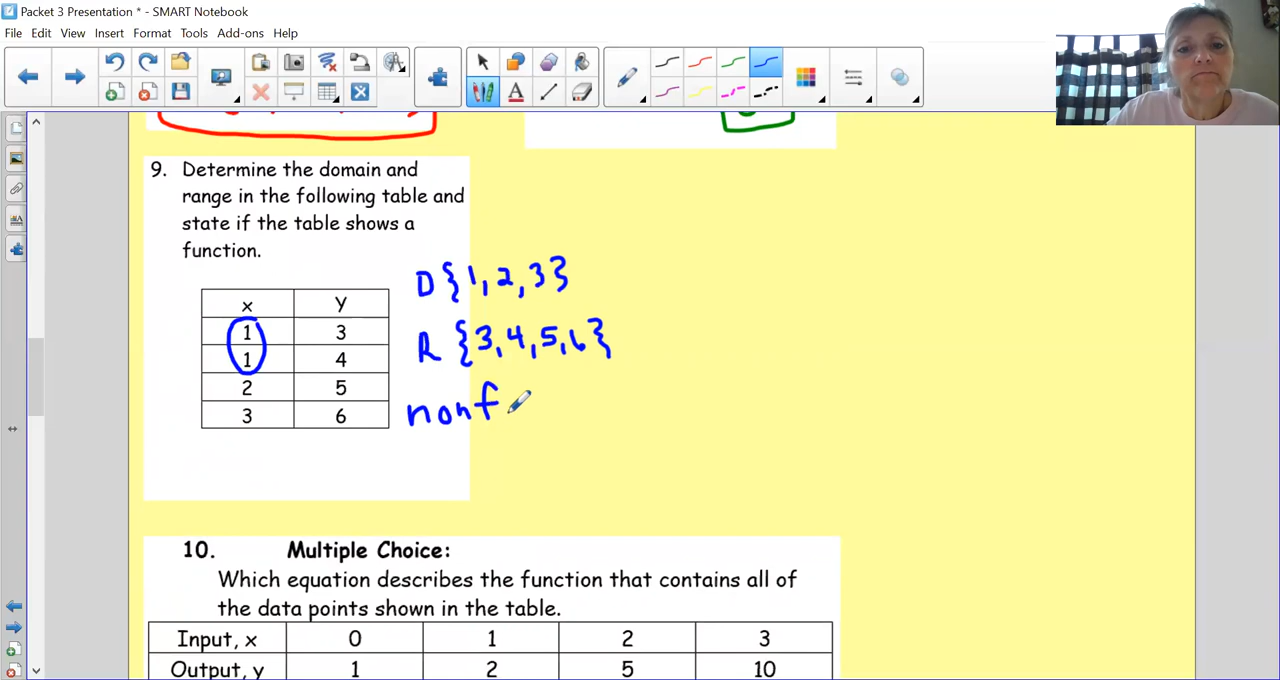 Packet 3 Presentation * - SMART Notebook
File Edit View Insert Format Tools Add-ons Help
9. Determine the domain and
range in the following table and
state if the table shows a
function.
x y
1 3
1 4
2 5
3 6
D {1, 2, 3}
R {3, 4, 5, 6}
nonf
10. Multiple Choice:
Which equation describes the function that contains all of
the data points shown in the table.
Input, x 0 1 2 3
Output, y 1 2 5 10